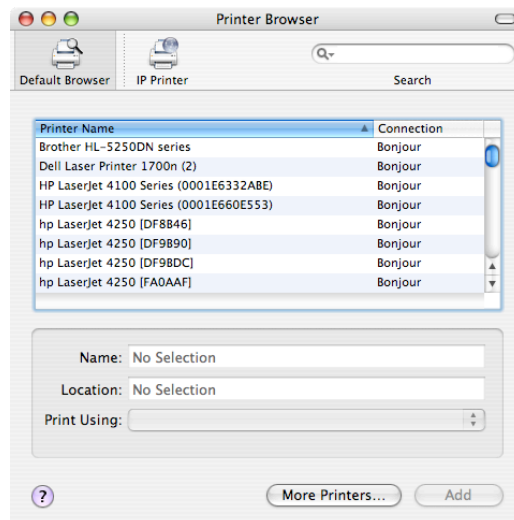 Printer Browser
Default Browser
IP Printer
Search
Printer Name Connection
Brother HL-5250DN series Bonjour
Dell Laser Printer 1700n (2) Bonjour
HP LaserJet 4100 Series (0001E6332ABE) Bonjour
HP LaserJet 4100 Series (0001E660E553) Bonjour
hp LaserJet 4250 [DF8B46] Bonjour
hp LaserJet 4250 [DF9B90] Bonjour
hp LaserJet 4250 [DF9BDC] Bonjour
hp LaserJet 4250 [FA0AAF] Bonjour
Name: No Selection
Location: No Selection
Print Using:
? More Printers... Add